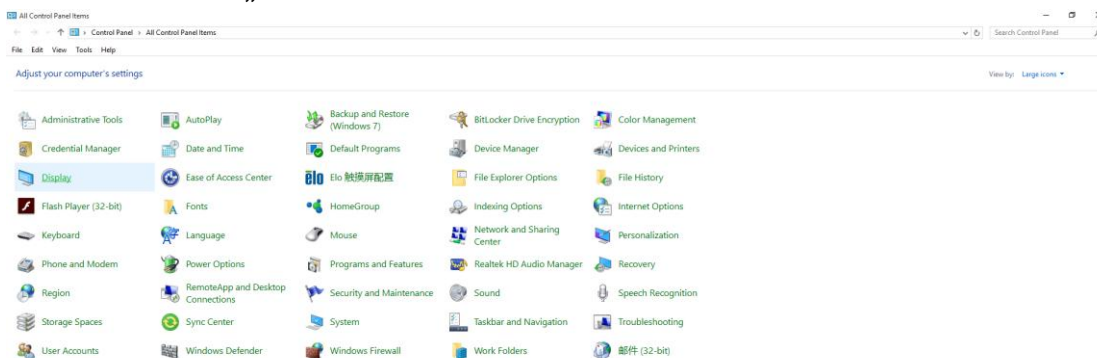 ”
All Control Panel Items
Control Panel › All Control Panel Items
Search Control Panel
File Edit View Tools Help
Adjust your computer's settings
View by: Large icons
Administrative Tools
AutoPlay
Backup and Restore
(Windows 7)
BitLocker Drive Encryption
Color Management
Credential Manager
Date and Time
Default Programs
Device Manager
Devices and Printers
Display
Ease of Access Center
elo Elo 触摸屏配置
File Explorer Options
File History
Flash Player (32-bit)
Fonts
HomeGroup
Indexing Options
Internet Options
Keyboard
Language
Mouse
Network and Sharing
Center
Personalization
Phone and Modem
Power Options
Programs and Features
Realtek HD Audio Manager
Recovery
Region
RemoteApp and Desktop
Connections
Security and Maintenance
Sound
Speech Recognition
Storage Spaces
Sync Center
System
Taskbar and Navigation
Troubleshooting
User Accounts
Windows Defender
Windows Firewall
Work Folders
邮件 (32-bit)